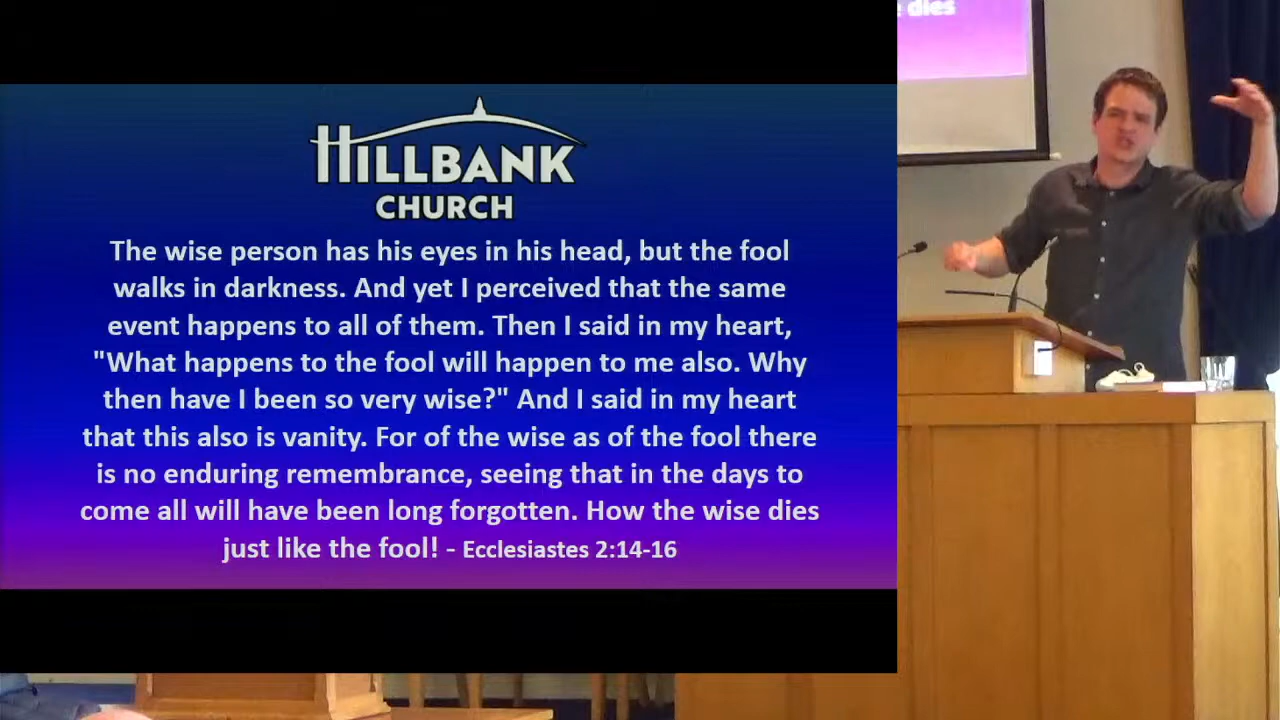 HILLBANK
CHURCH
The wise person has his eyes in his head, but the fool
walks in darkness. And yet I perceived that the same
event happens to all of them. Then I said in my heart,
"What happens to the fool will happen to me also. Why
then have I been so very wise?" And I said in my heart
that this also is vanity. For of the wise as of the fool there
is no enduring remembrance, seeing that in the days to
come all will have been long forgotten. How the wise dies
just like the fool! - Ecclesiastes 2:14-16
e dies